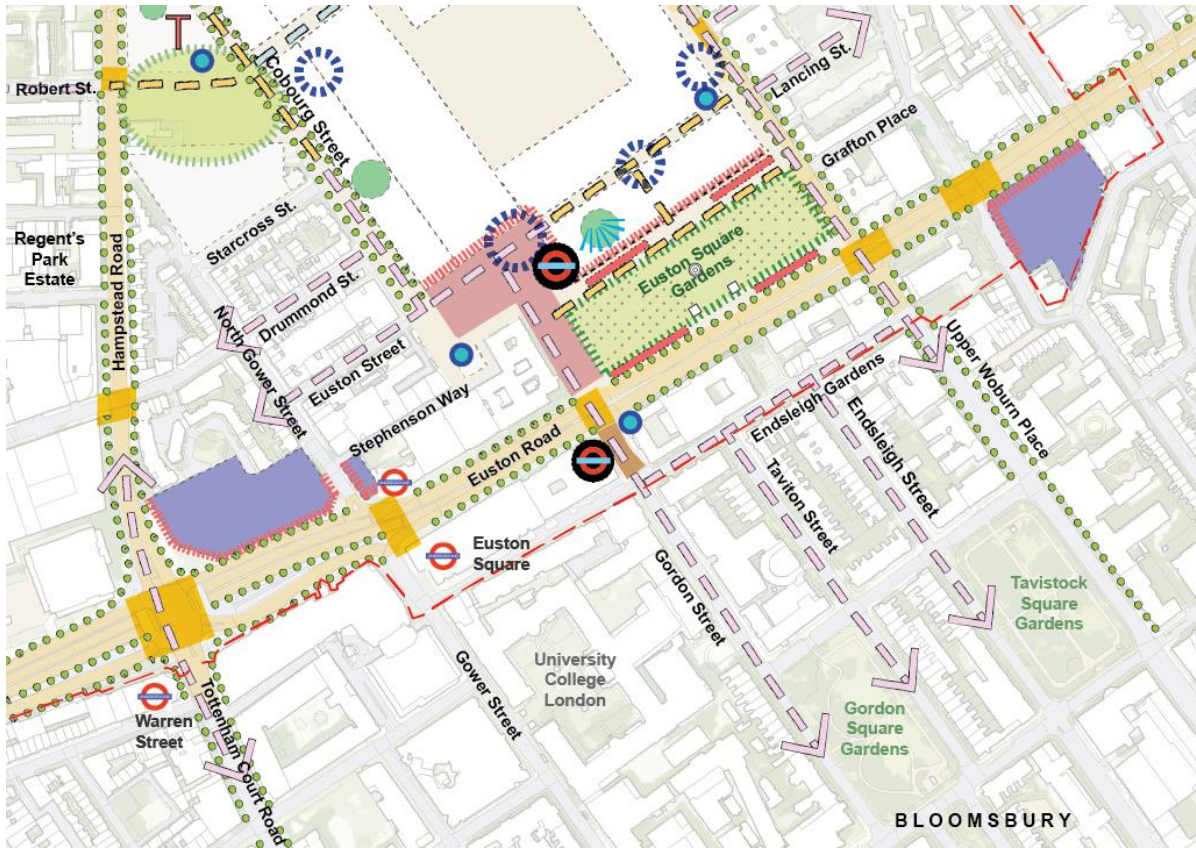 Robert St.
Cobourg Street
Lancing St.
Grafton Place
Starcross St.
Regent's
Park
Estate
Hampstead Road
Drummond St.
North Gower Street
Euston Street
Stephenson Way
Euston Square
Gardens
Euston Road
Endsleigh Gardens
Upper Woburn Place
Endsleigh Street
Taviton Street
Gordon Street
Euston
Square
Tavistock
Square
Gardens
University
College
London
Gower Street
Warren
Street
Tottenham Court Road
Gordon
Square
Gardens
BLOOMSBURY